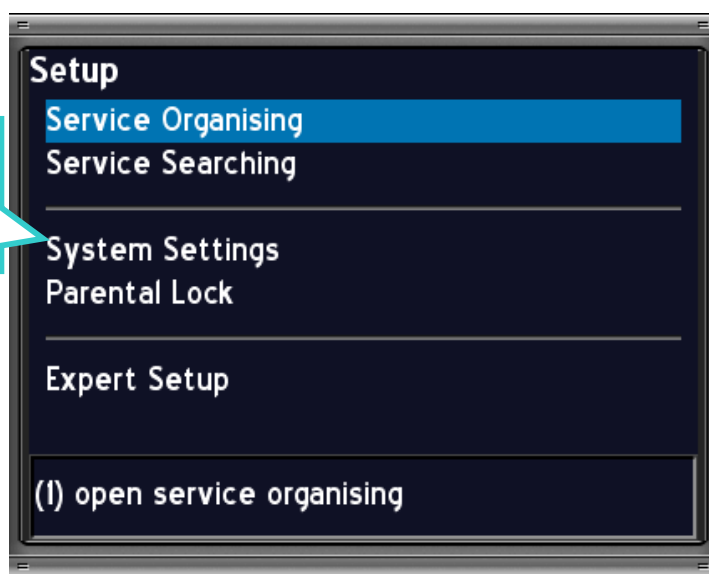 Setup
Service Organising
Service Searching
System Settings
Parental Lock
Expert Setup
(1) open service organising